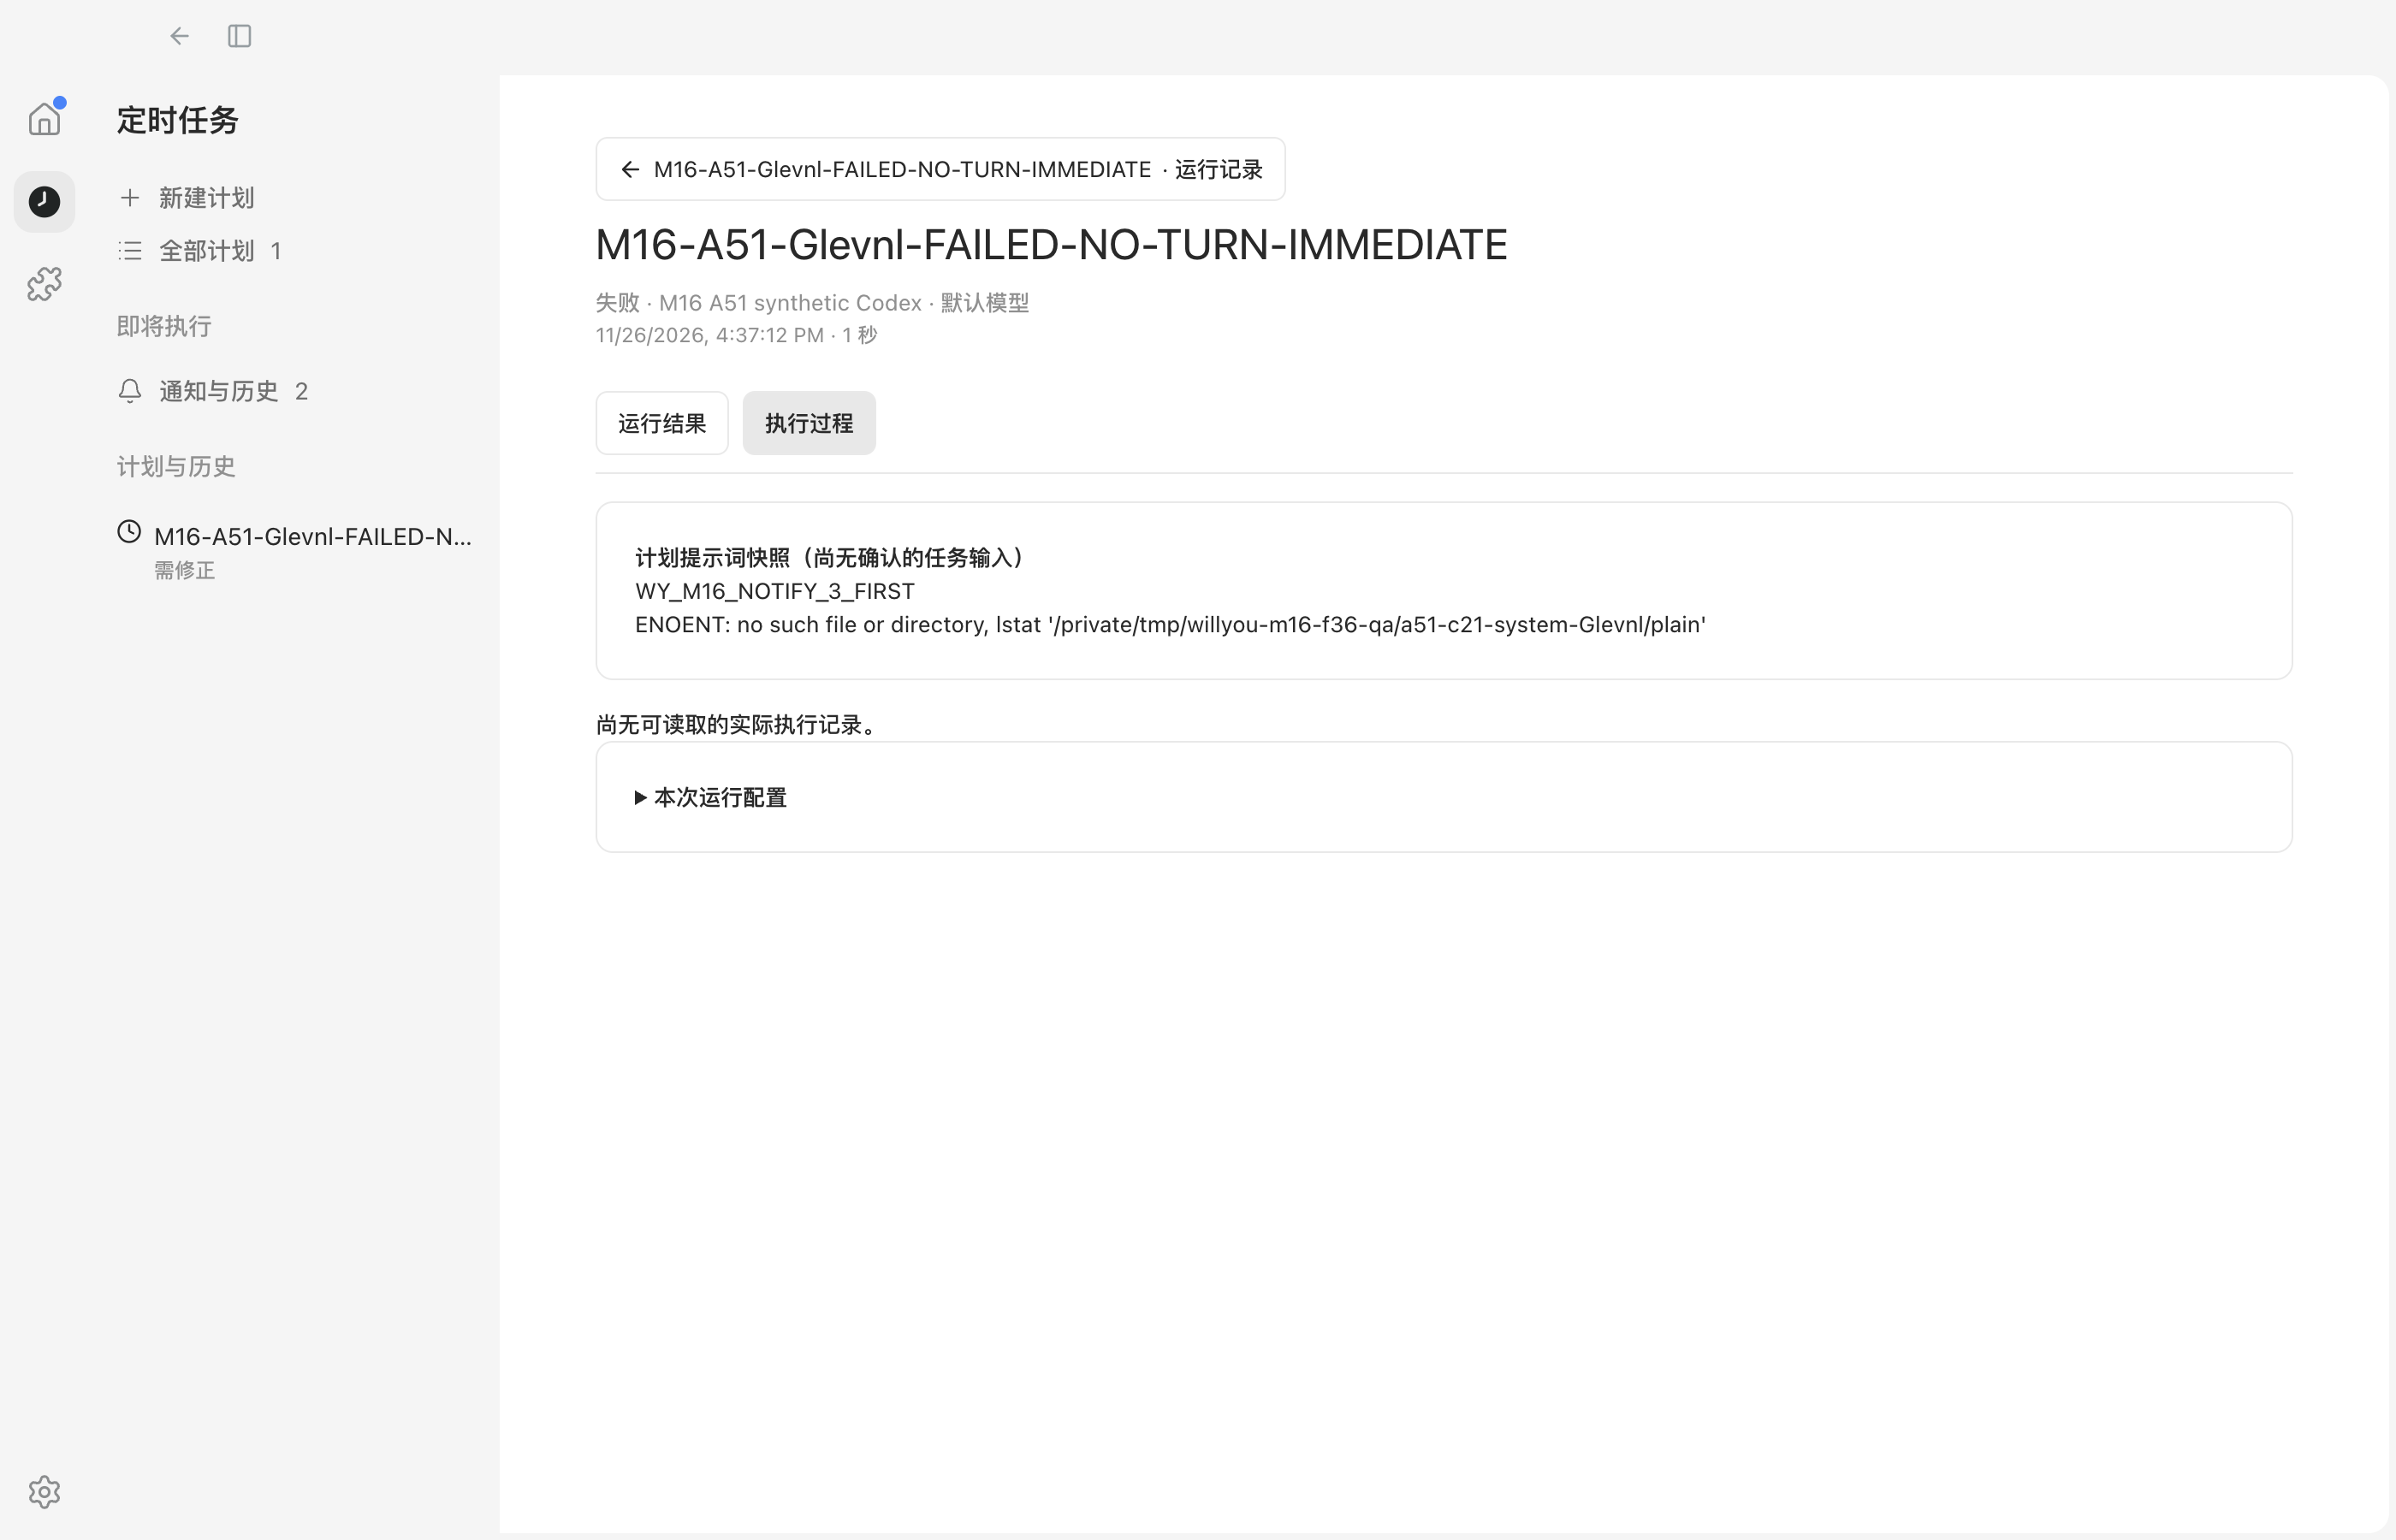 定时任务
新建计划
全部计划 1
即将执行
通知与历史 2
计划与历史
M16-A51-Glevnl-FAILED-N...
需修正
M16-A51-Glevnl-FAILED-NO-TURN-IMMEDIATE · 运行记录
M16-A51-Glevnl-FAILED-NO-TURN-IMMEDIATE
失败 · M16 A51 synthetic Codex · 默认模型
11/26/2026, 4:37:12 PM · 1 秒
运行结果
执行过程
计划提示词快照（尚无确认的任务输入）
WY_M16_NOTIFY_3_FIRST
ENOENT: no such file or directory, lstat '/private/tmp/willyou-m16-f36-qa/a51-c21-system-Glevnl/plain'
尚无可读取的实际执行记录。
本次运行配置